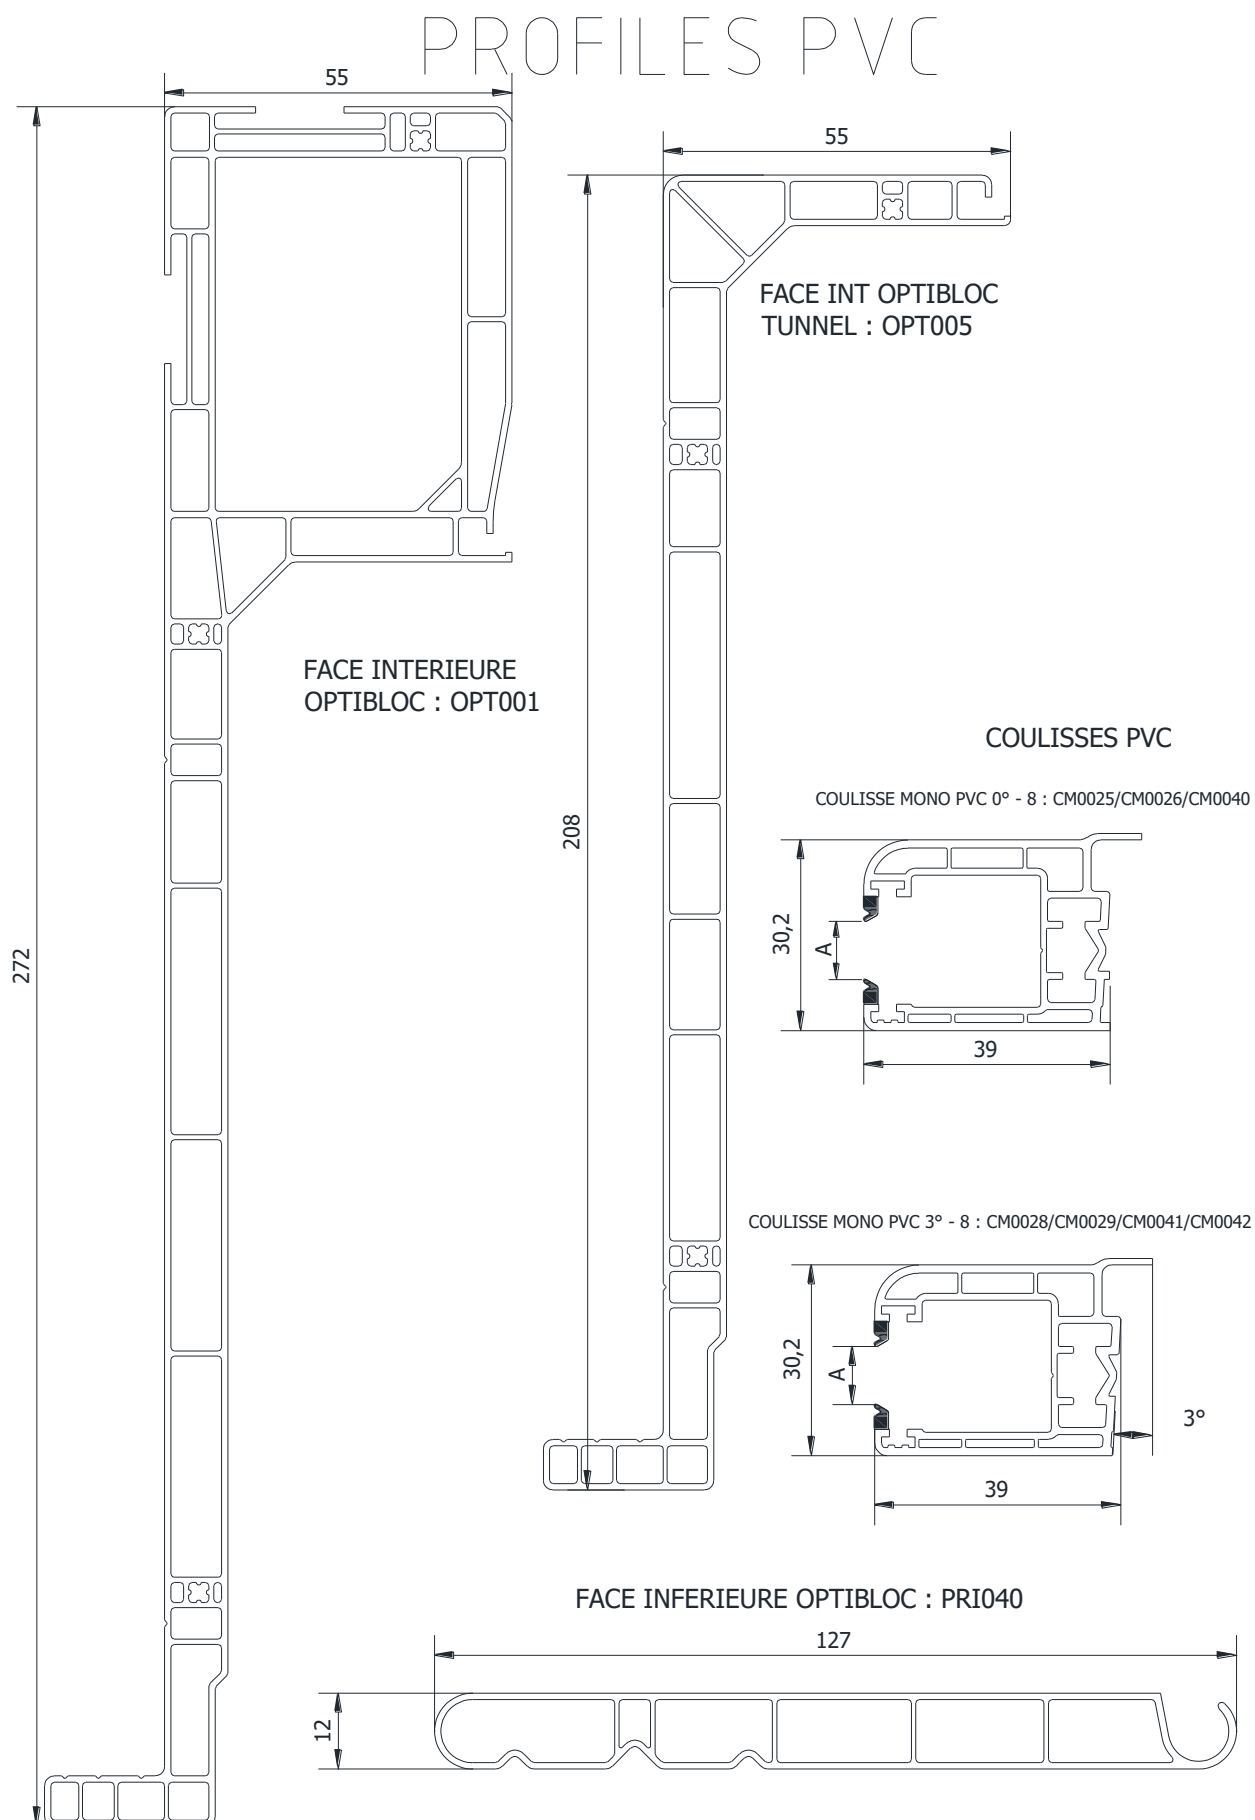 PROFILES PVC
55
55
FACE INT OPTIBLOC
TUNNEL : OPT005
FACE INTERIEURE
OPTIBLOC : OPT001
COULISSES PVC
COULISSE MONO PVC 0° - 8 : CM0025/CM0026/CM0040
208
30,2
A
272
39
COULISSE MONO PVC 3° - 8 : CM0028/CM0029/CM0041/CM0042
30,2
A
3°
39
FACE INFERIEURE OPTIBLOC : PRI040
127
12